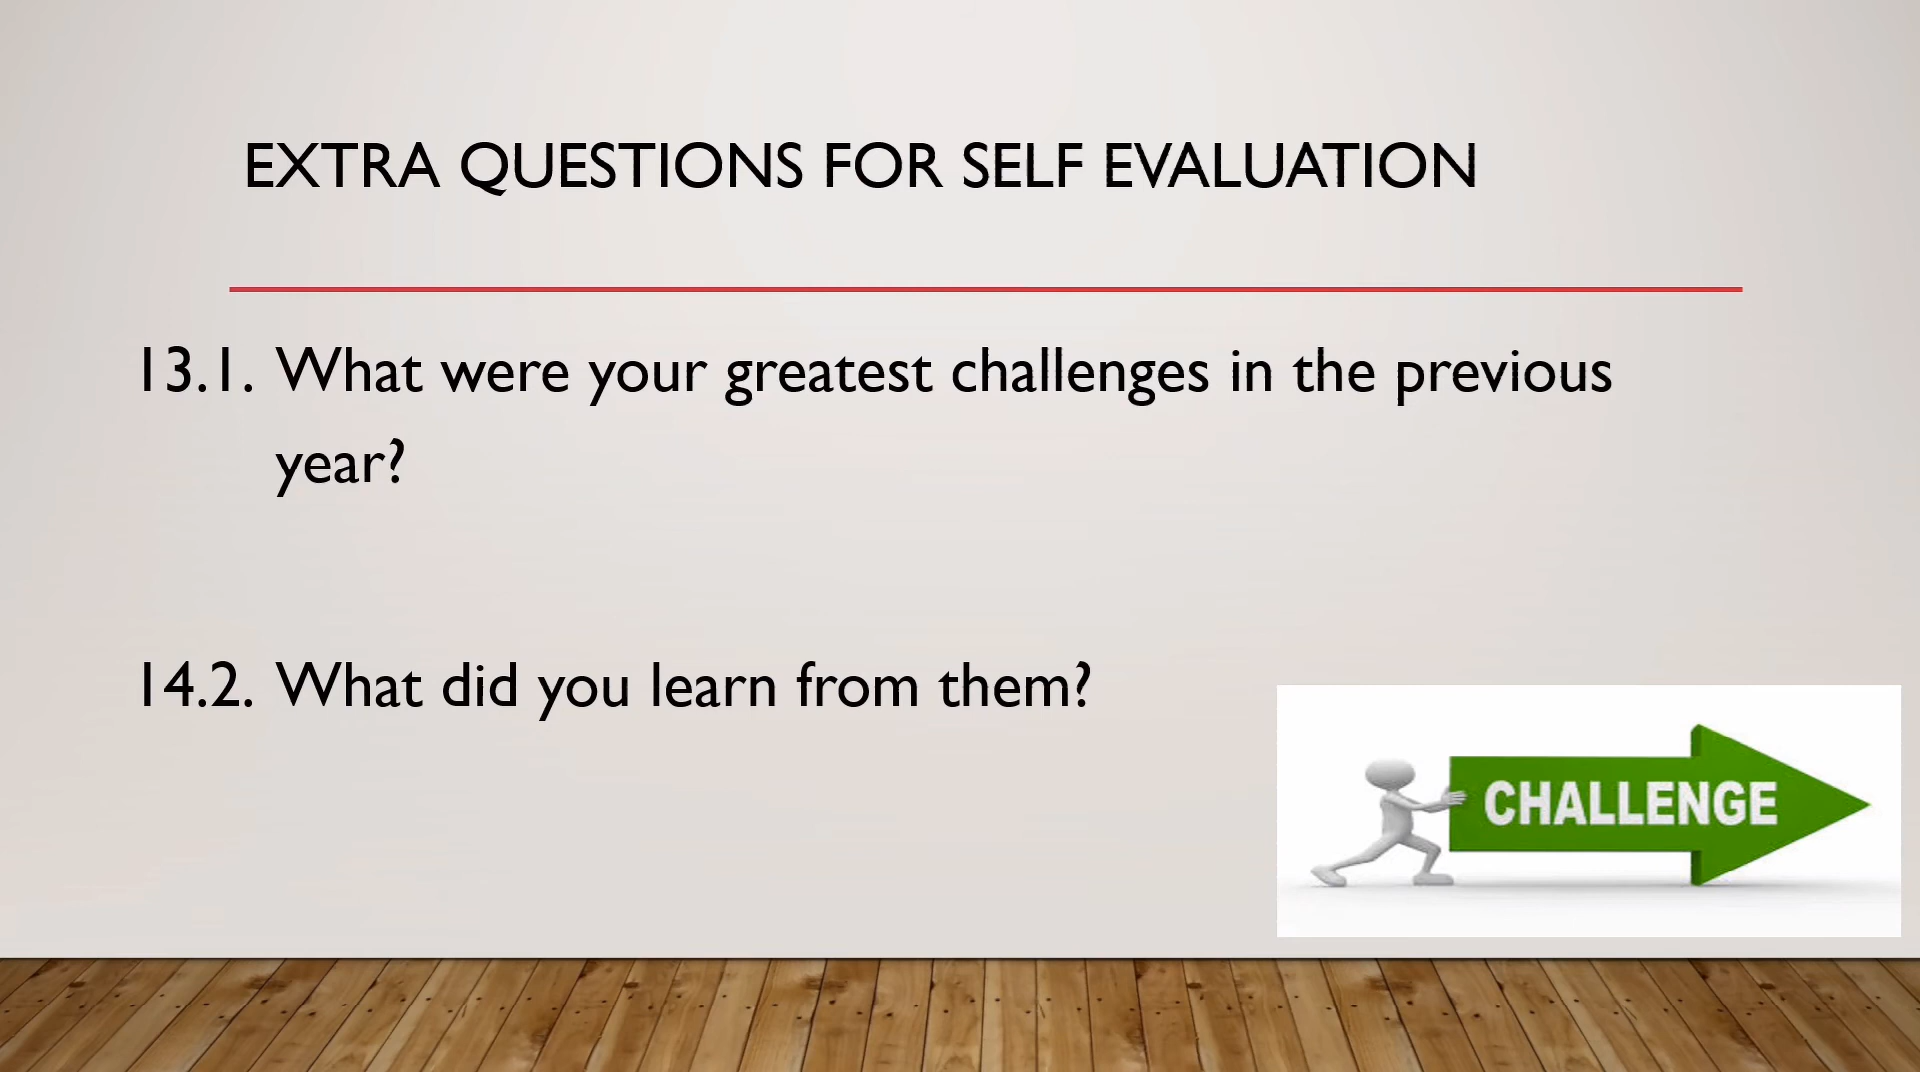 EXTRA QUESTIONS FOR SELF EVALUATION
13.1. What were your greatest challenges in the previous
year?
14.2. What did you learn from them?
CHALLENGE